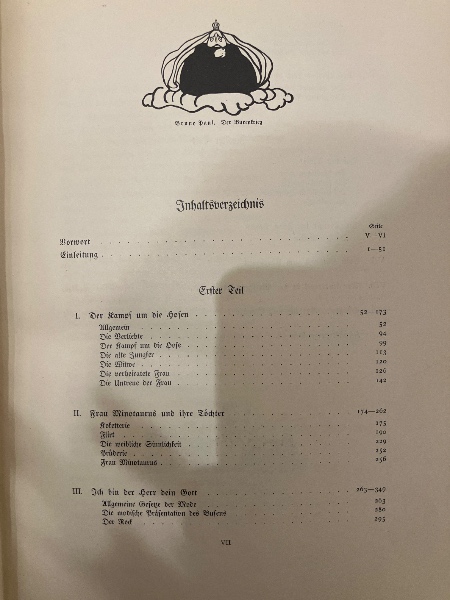 Bruno Paul. Der Burenkrieg
Inhaltsverzeichnis
Seite
Vorwort V—VI
Einleitung 1—51
Erster Teil
I. Der Kampf um die Hosen 52—173
Allgemein 52
Die Verliebte 94
Der Kampf um die Hose 99
Die alte Jungfer 113
Die Witwe 120
Die verheiratete Frau 126
Die Untreue der Frau 142
II. Frau Minotaurus und ihre Töchter 174—262
Koketterie 175
Flirt 190
Die weibliche Sinnlichkeit 229
Prüderie 252
Frau Minotaurus 256
III. Ich bin der Herr dein Gott 263—349
Allgemeine Gesetze der Mode 263
Die modische Präsentation des Busens 280
Der Rock 295
VII